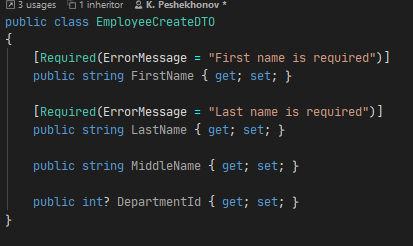 3 usages 1 inheritor K. Peshekhonov *
public class EmployeeCreateDTO
{
[Required(ErrorMessage = "First name is required")]
public string FirstName { get; set; }
[Required(ErrorMessage = "Last name is required")]
public string LastName { get; set; }
public string MiddleName { get; set; }
public int? DepartmentId { get; set; }
}